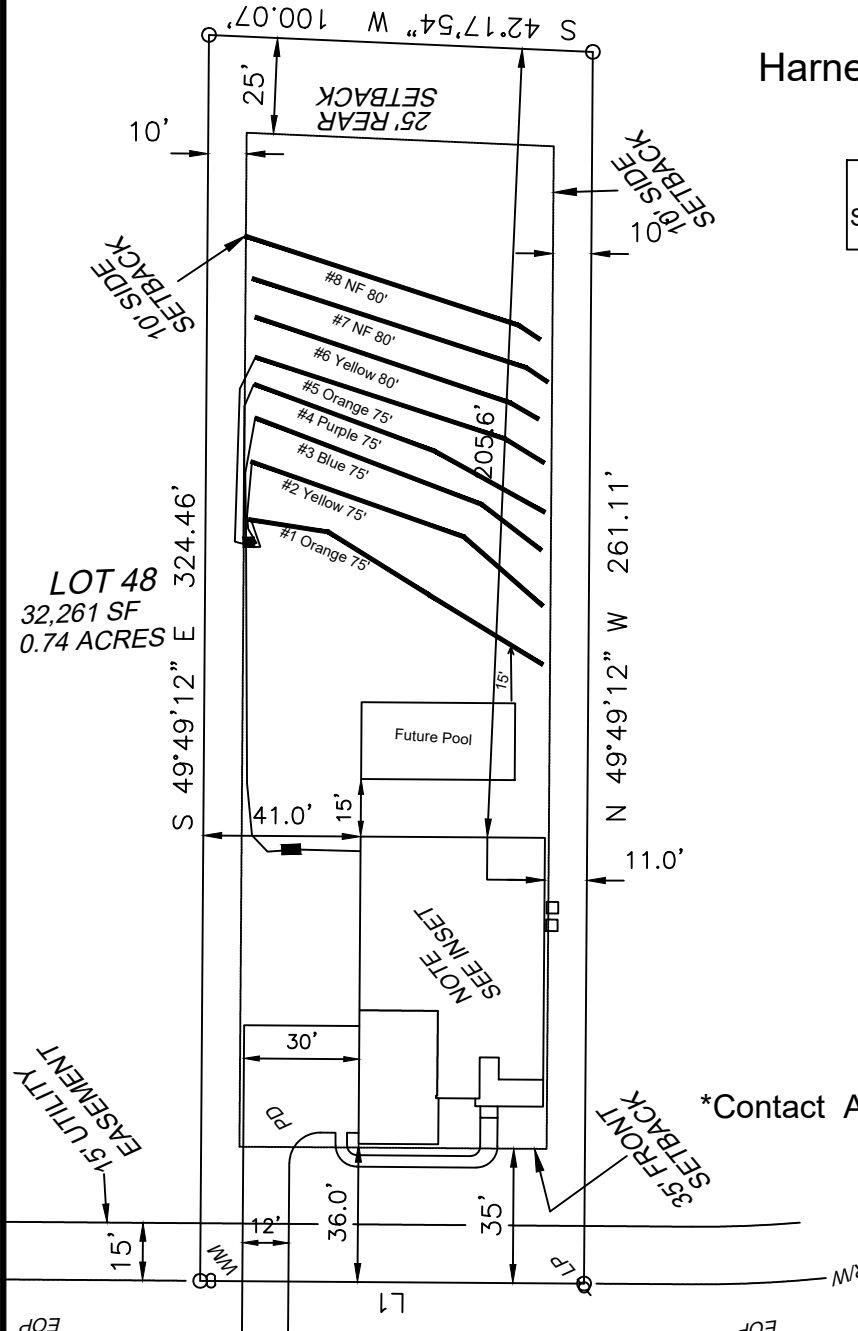 S 42°17'54" W 100.07'
Harne
25'
25' REAR
SETBACK
10'
10' SIDE
SETBACK
10'
S
10' SIDE
SETBACK
#8 NF 80'
#7 NF 80'
#6 Yellow 80'
#5 Orange 75'
#4 Purple 75'
#3 Blue 75'
#2 Yellow 75'
#1 Orange 75'
205.6'
S 49°49'12" E 324.46'
N 49°49'12" W 261.11'
LOT 48
32,261 SF
0.74 ACRES
15'
Future Pool
15'
41.0'
11.0'
NOTE
SEE INSET
30'
PD
15' UTILITY
EASEMENT
*Contact A
35' FRONT
SETBACK
36.0'
35'
12'
15'
WM
LP
L1
R/W
EOP
EOP